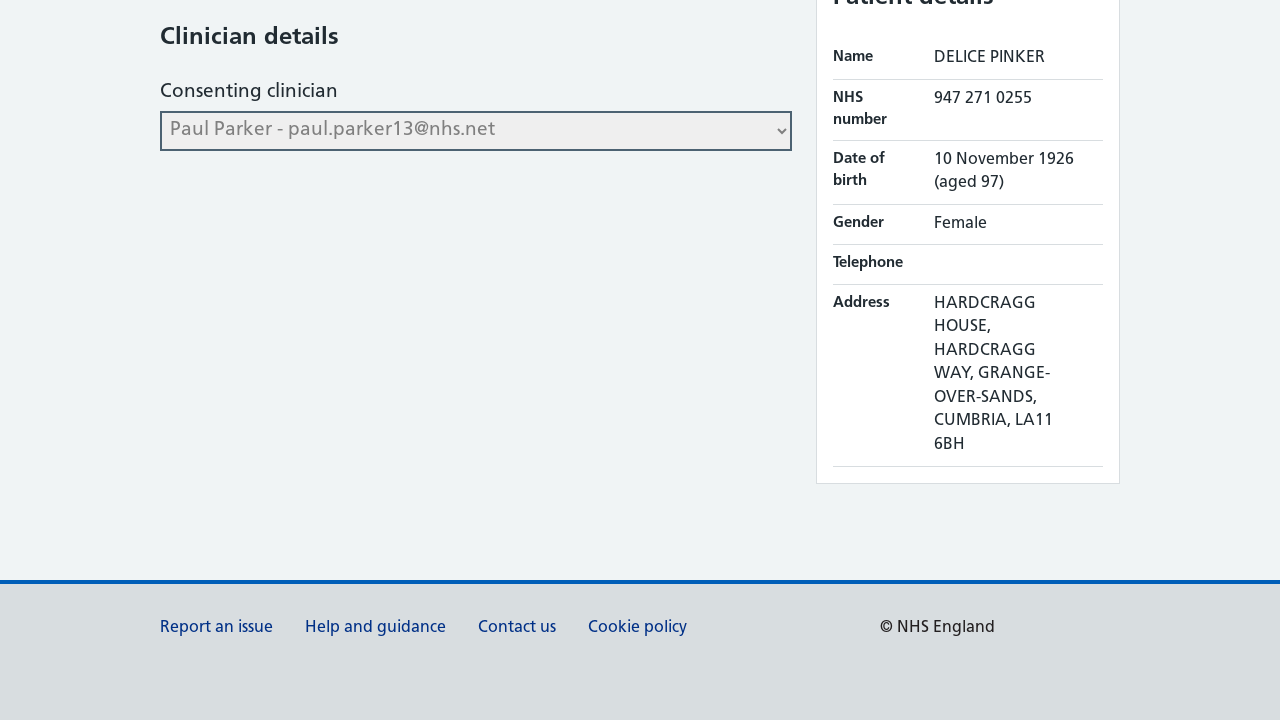 Clinician details
Consenting clinician
Paul Parker - paul.parker13@nhs.net
Patient details
Name DELICE PINKER
NHS number 947 271 0255
Date of birth 10 November 1926 (aged 97)
Gender Female
Telephone
Address HARDCRAGG
HOUSE,
HARDCRAGG
WAY, GRANGE-
OVER-SANDS,
CUMBRIA, LA11
6BH
Report an issue Help and guidance Contact us Cookie policy © NHS England